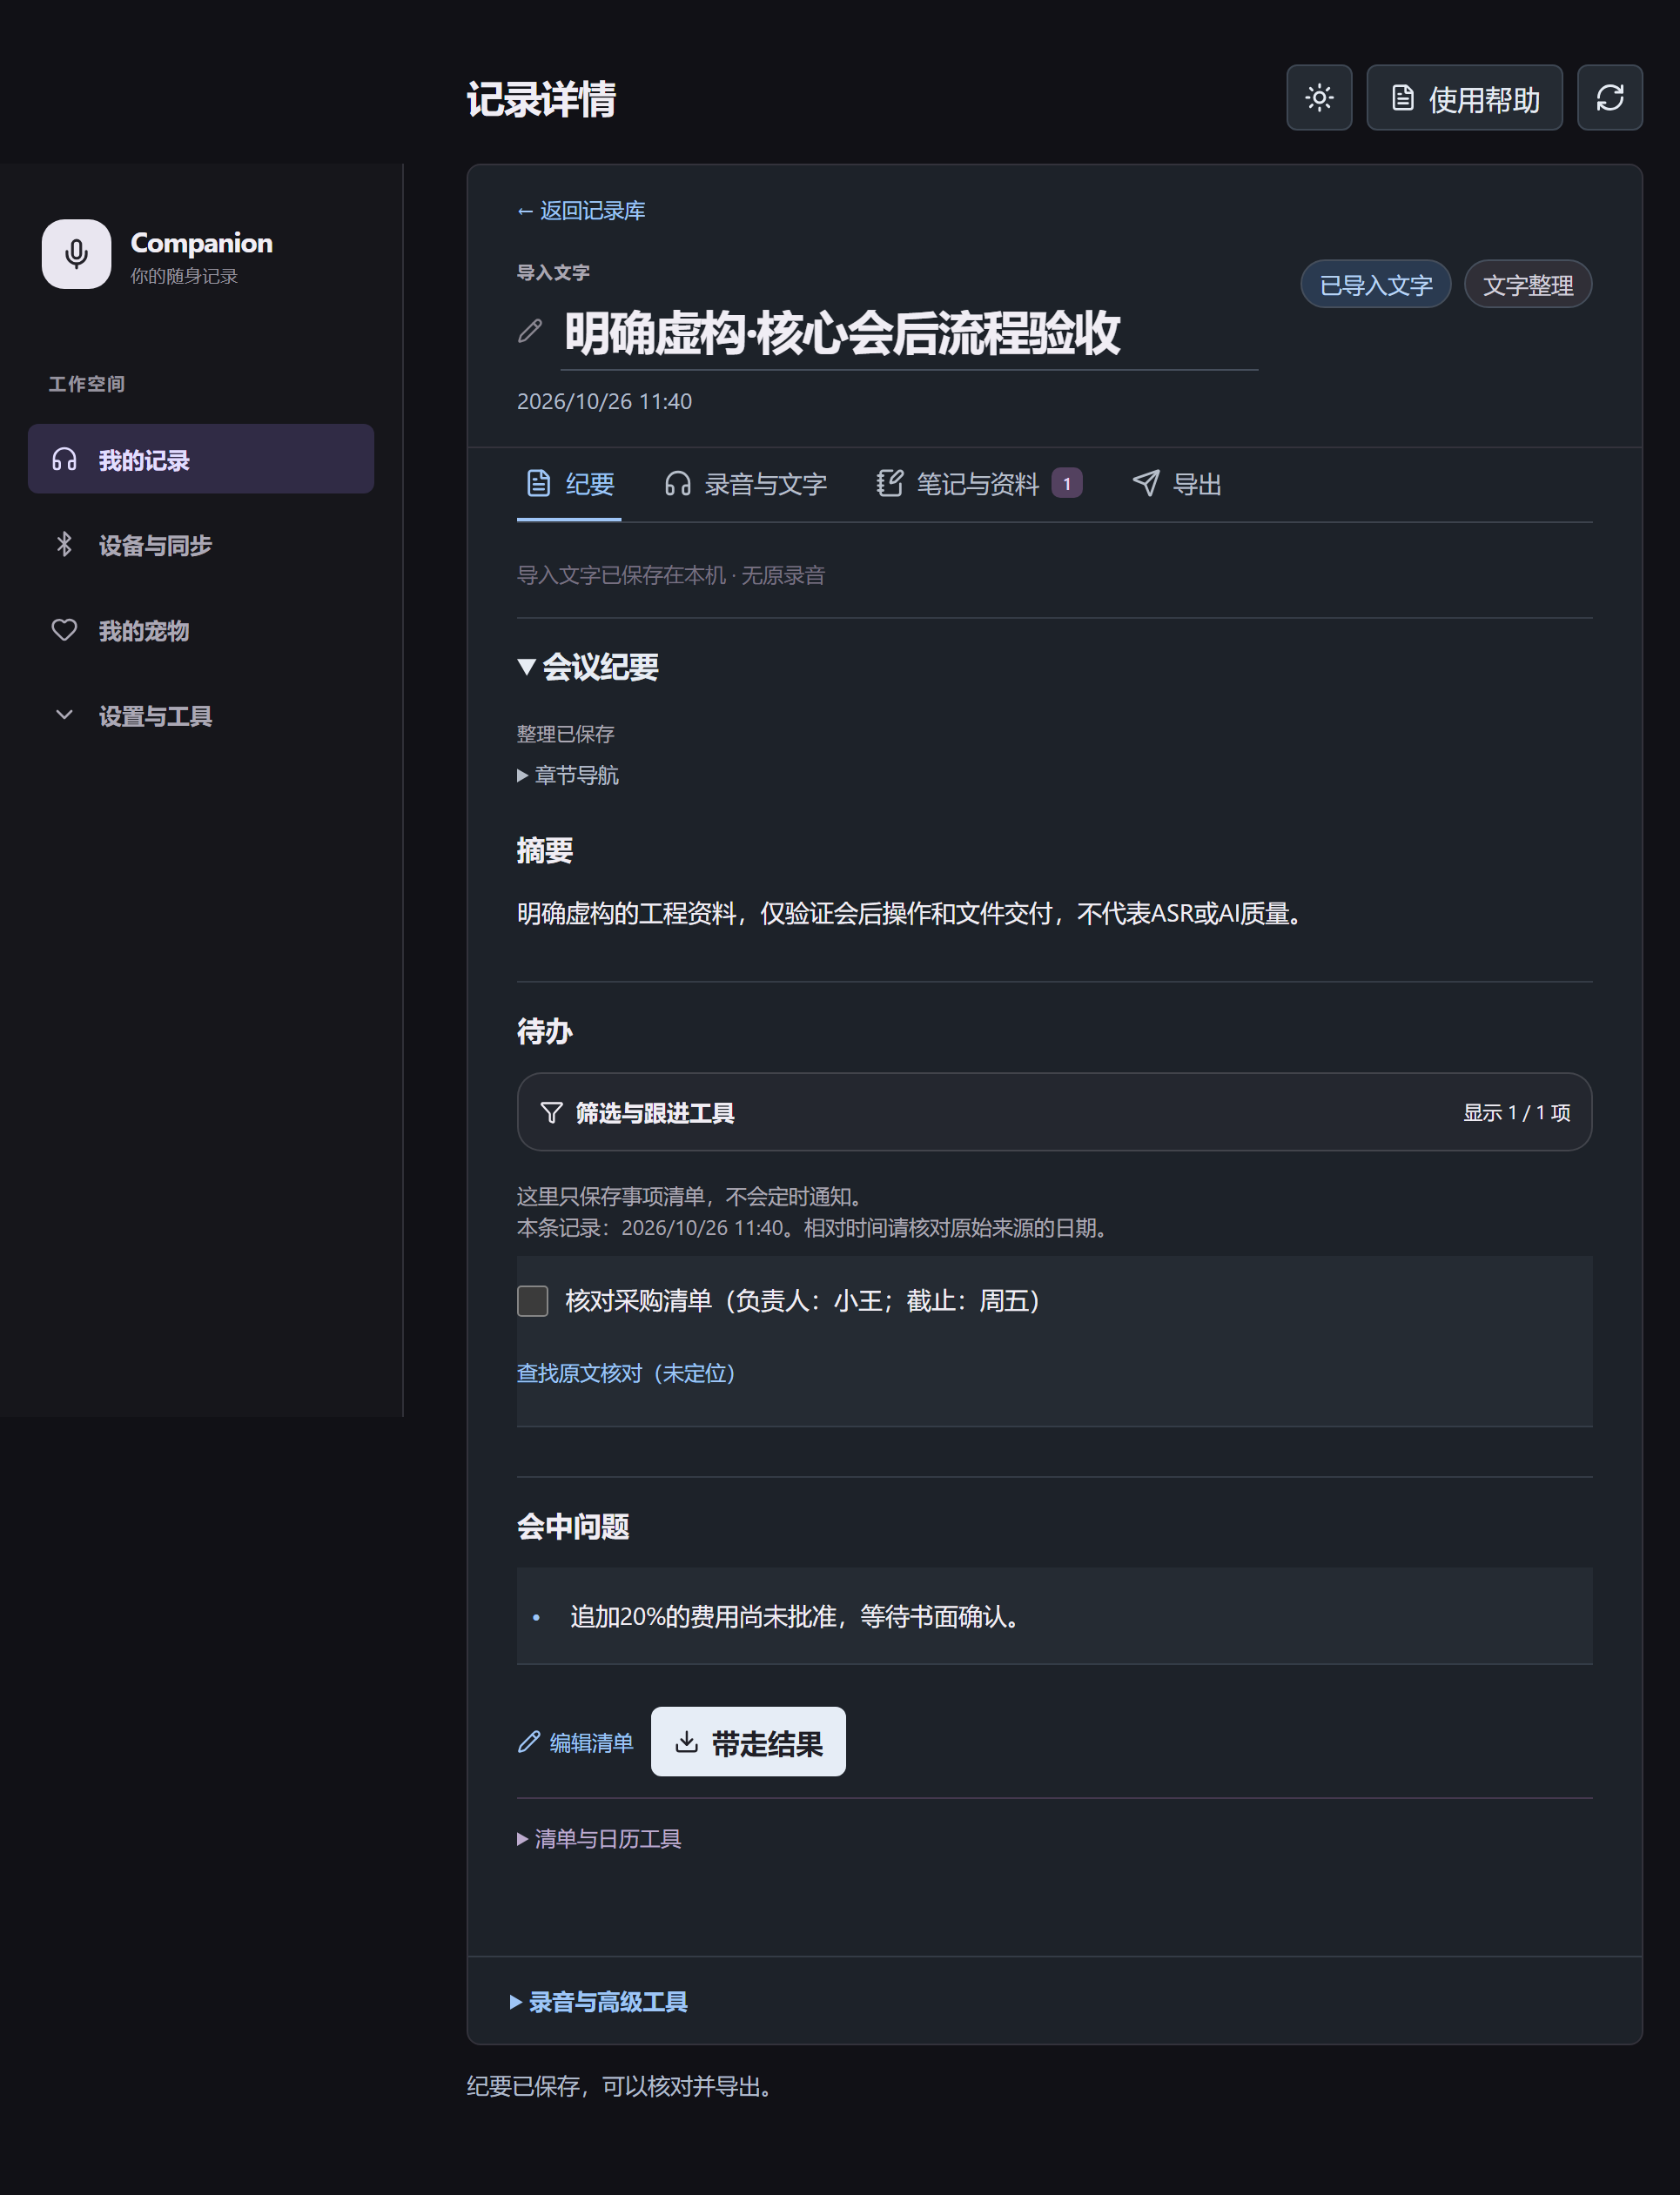 记录详情
使用帮助
Companion
你的随身记录
工作空间
我的记录
设备与同步
我的宠物
设置与工具
← 返回记录库
导入文字
已导入文字
文字整理
明确虚构·核心会后流程验收
2026/10/26 11:40
纪要
录音与文字
笔记与资料 1
导出
导入文字已保存在本机 · 无原录音
会议纪要
整理已保存
章节导航
摘要
明确虚构的工程资料，仅验证会后操作和文件交付，不代表ASR或AI质量。
待办
筛选与跟进工具
显示 1 / 1 项
这里只保存事项清单，不会定时通知。
本条记录：2026/10/26 11:40。相对时间请核对原始来源的日期。
核对采购清单（负责人：小王；截止：周五）
查找原文核对（未定位）
会中问题
• 追加20%的费用尚未批准，等待书面确认。
编辑清单
带走结果
清单与日历工具
录音与高级工具
纪要已保存，可以核对并导出。